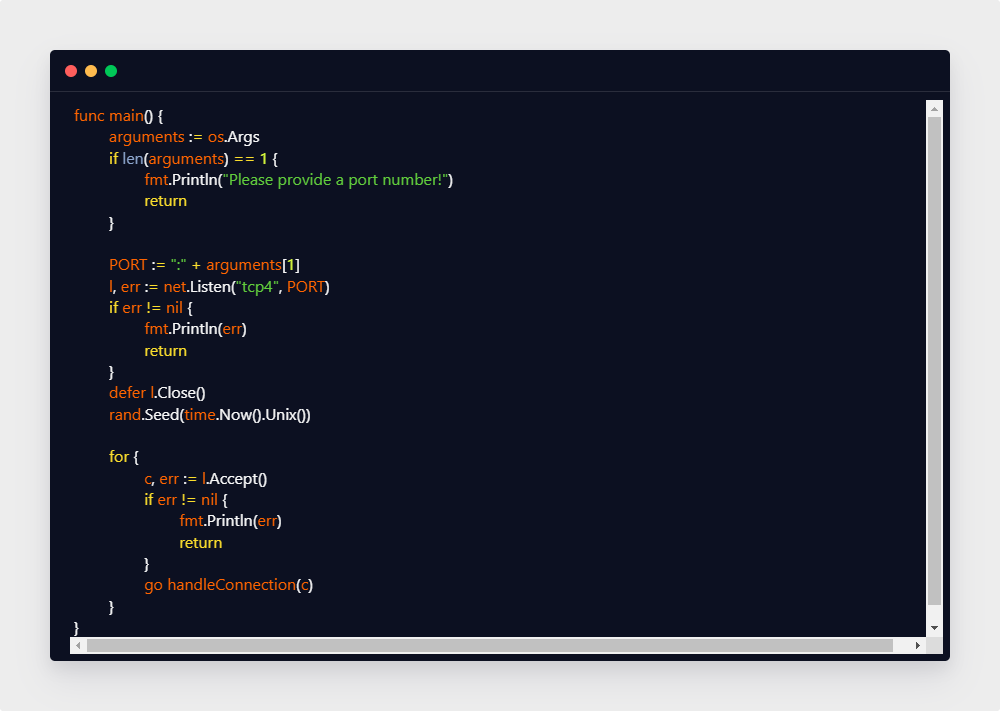 func main() {
arguments := os.Args
if len(arguments) == 1 {
fmt.Println("Please provide a port number!")
return
}
PORT := ":" + arguments[1]
l, err := net.Listen("tcp4", PORT)
if err != nil {
fmt.Println(err)
return
}
defer l.Close()
rand.Seed(time.Now().Unix())
for {
c, err := l.Accept()
if err != nil {
fmt.Println(err)
return
}
go handleConnection(c)
}
}